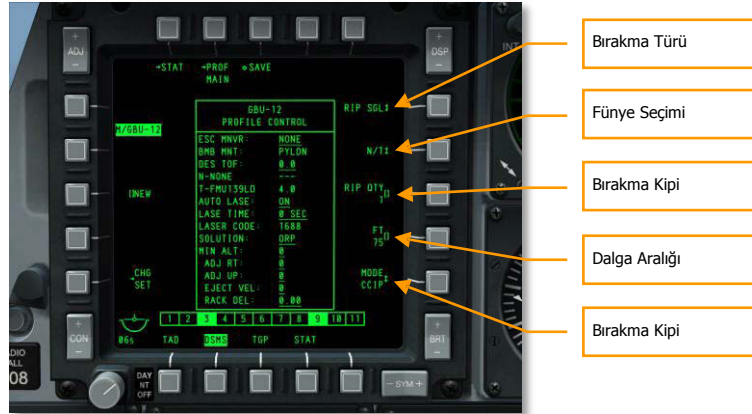 ADJ
DSP
INT
→STAT →PROF ⋄SAVE
MAIN
GBU-12
PROFILE CONTROL
RIP SGL↕
M/GBU-12
ESC MNVR: NONE
BMB MNT: PYLON
DES TOF: 0.0
N-NONE ---
T-FMU139LD 4.0
AUTO LASE: ON
LASE TIME: 0 SEC
LASER CODE: 1688
SOLUTION: ORP
MIN ALT: 0
ADJ RT: 0
ADJ UP: 0
EJECT VEL: 0
RACK DEL: 0.00
N/T↕
[]NEW
RIP QTY
1[]
FT
75[]
CHG
SET
MODE
CCIP↕
1 2 3 4 5 6 7 8 9 10 11
CON
06s
TAD DSMS TGP STAT
BRT
DAY
NT
OFF
- SYM +
08
Bırakma Türü
Fünye Seçimi
Bırakma Kipi
Dalga Aralığı
Bırakma Kipi